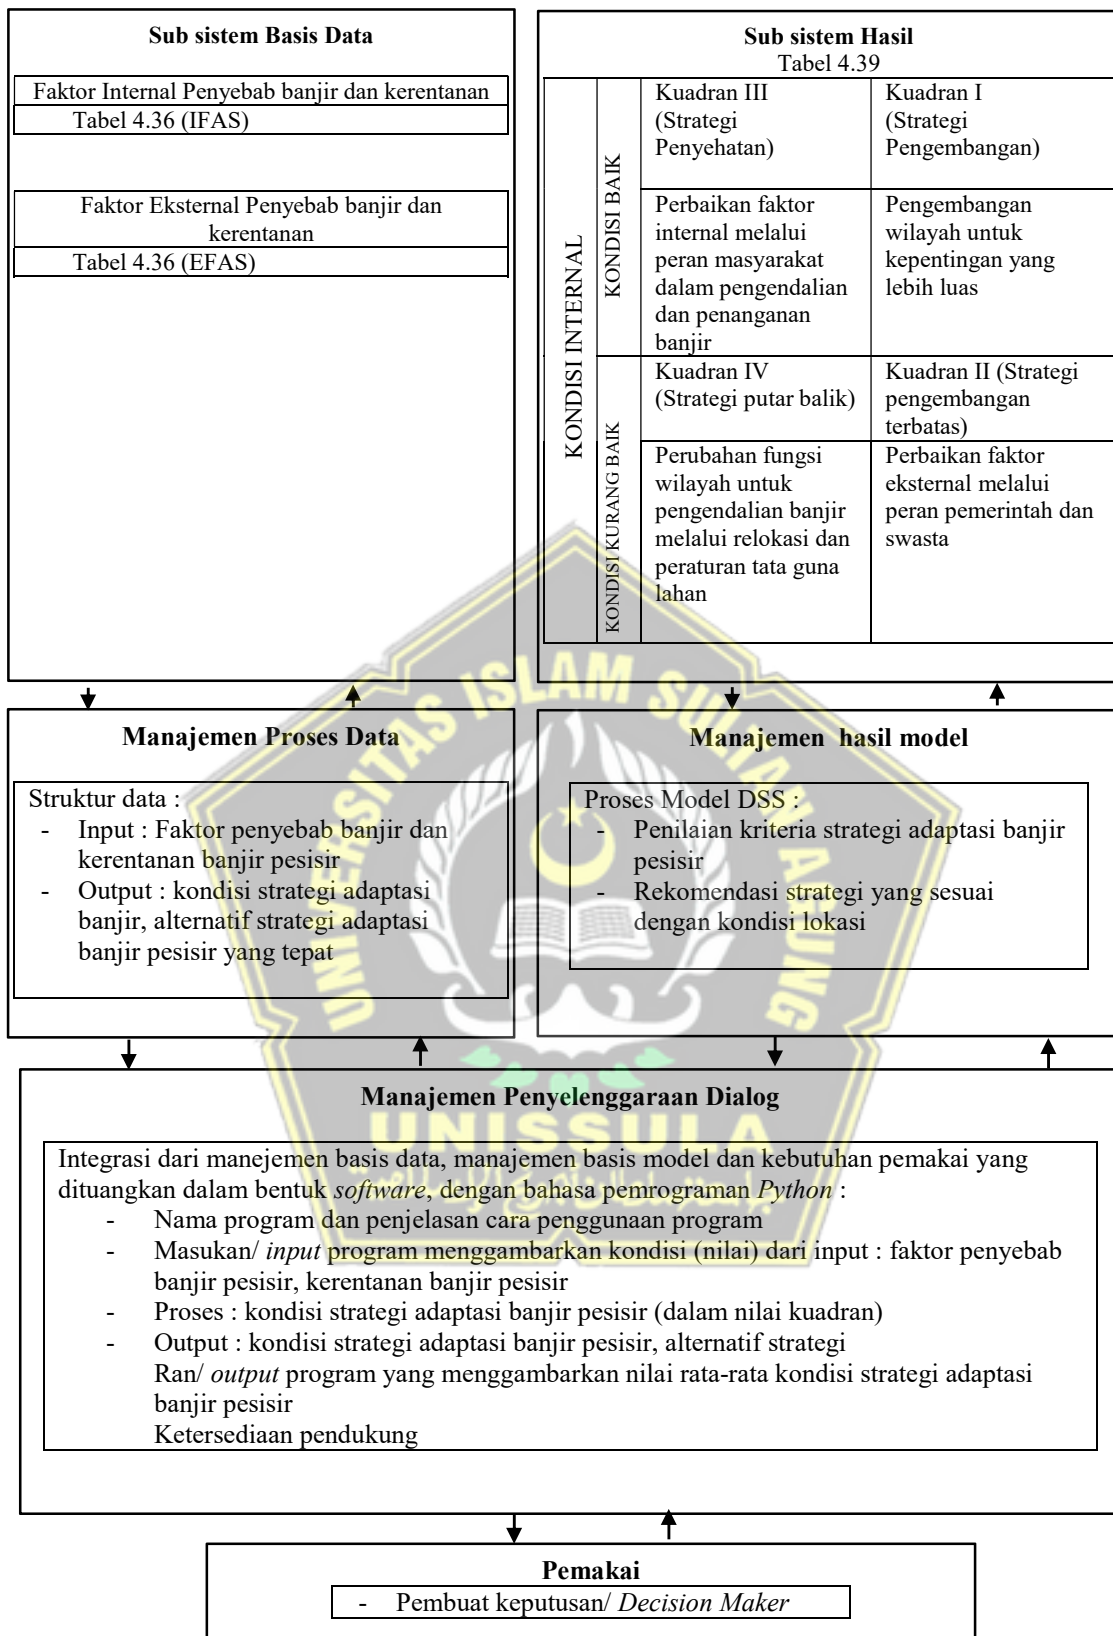 Sub sistem Basis Data
Faktor Internal Penyebab banjir dan kerentanan
Tabel 4.36 (IFAS)
Faktor Eksternal Penyebab banjir dan
kerentanan
Tabel 4.36 (EFAS)
Sub sistem Hasil
Tabel 4.39
KONDISI INTERNAL
KONDISI BAIK
Kuadran III
(Strategi
Penyehatan)
Kuadran I
(Strategi
Pengembangan)
Perbaikan faktor
internal melalui
peran masyarakat
dalam pengendalian
dan penanganan
banjir
Pengembangan
wilayah untuk
kepentingan yang
lebih luas
KONDISI KURANG BAIK
Kuadran IV
(Strategi putar balik)
Kuadran II (Strategi
pengembangan
terbatas)
Perubahan fungsi
wilayah untuk
pengendalian banjir
melalui relokasi dan
peraturan tata guna
lahan
Perbaikan faktor
eksternal melalui
peran pemerintah dan
swasta
Manajemen Proses Data
Struktur data :
- Input : Faktor penyebab banjir dan
kerentanan banjir pesisir
- Output : kondisi strategi adaptasi
banjir, alternatif strategi adaptasi
banjir pesisir yang tepat
Manajemen hasil model
Proses Model DSS :
- Penilaian kriteria strategi adaptasi banjir
pesisir
- Rekomendasi strategi yang sesuai
dengan kondisi lokasi
Manajemen Penyelenggaraan Dialog
Integrasi dari manejemen basis data, manajemen basis model dan kebutuhan pemakai yang
dituangkan dalam bentuk software, dengan bahasa pemrograman Python :
- Nama program dan penjelasan cara penggunaan program
- Masukan/ input program menggambarkan kondisi (nilai) dari input : faktor penyebab
banjir pesisir, kerentanan banjir pesisir
- Proses : kondisi strategi adaptasi banjir pesisir (dalam nilai kuadran)
- Output : kondisi strategi adaptasi banjir pesisir, alternatif strategi
Ran/ output program yang menggambarkan nilai rata-rata kondisi strategi adaptasi
banjir pesisir
Ketersediaan pendukung
Pemakai
- Pembuat keputusan/ Decision Maker
UNIVERSITAS ISLAM SULTAN AGUNG
UNISSULA